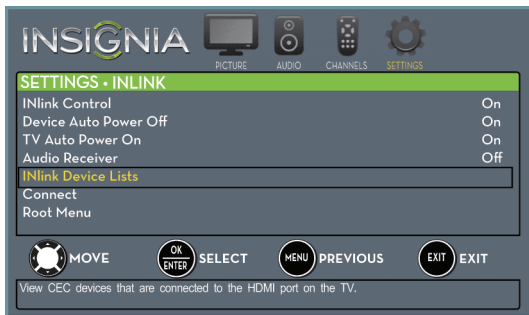 INSIGNIA
PICTURE AUDIO CHANNELS SETTINGS
SETTINGS • INLINK
INlink Control On
Device Auto Power Off On
TV Auto Power On On
Audio Receiver Off
INlink Device Lists
Connect
Root Menu
MOVE OK ENTER SELECT MENU PREVIOUS EXIT EXIT
View CEC devices that are connected to the HDMI port on the TV.